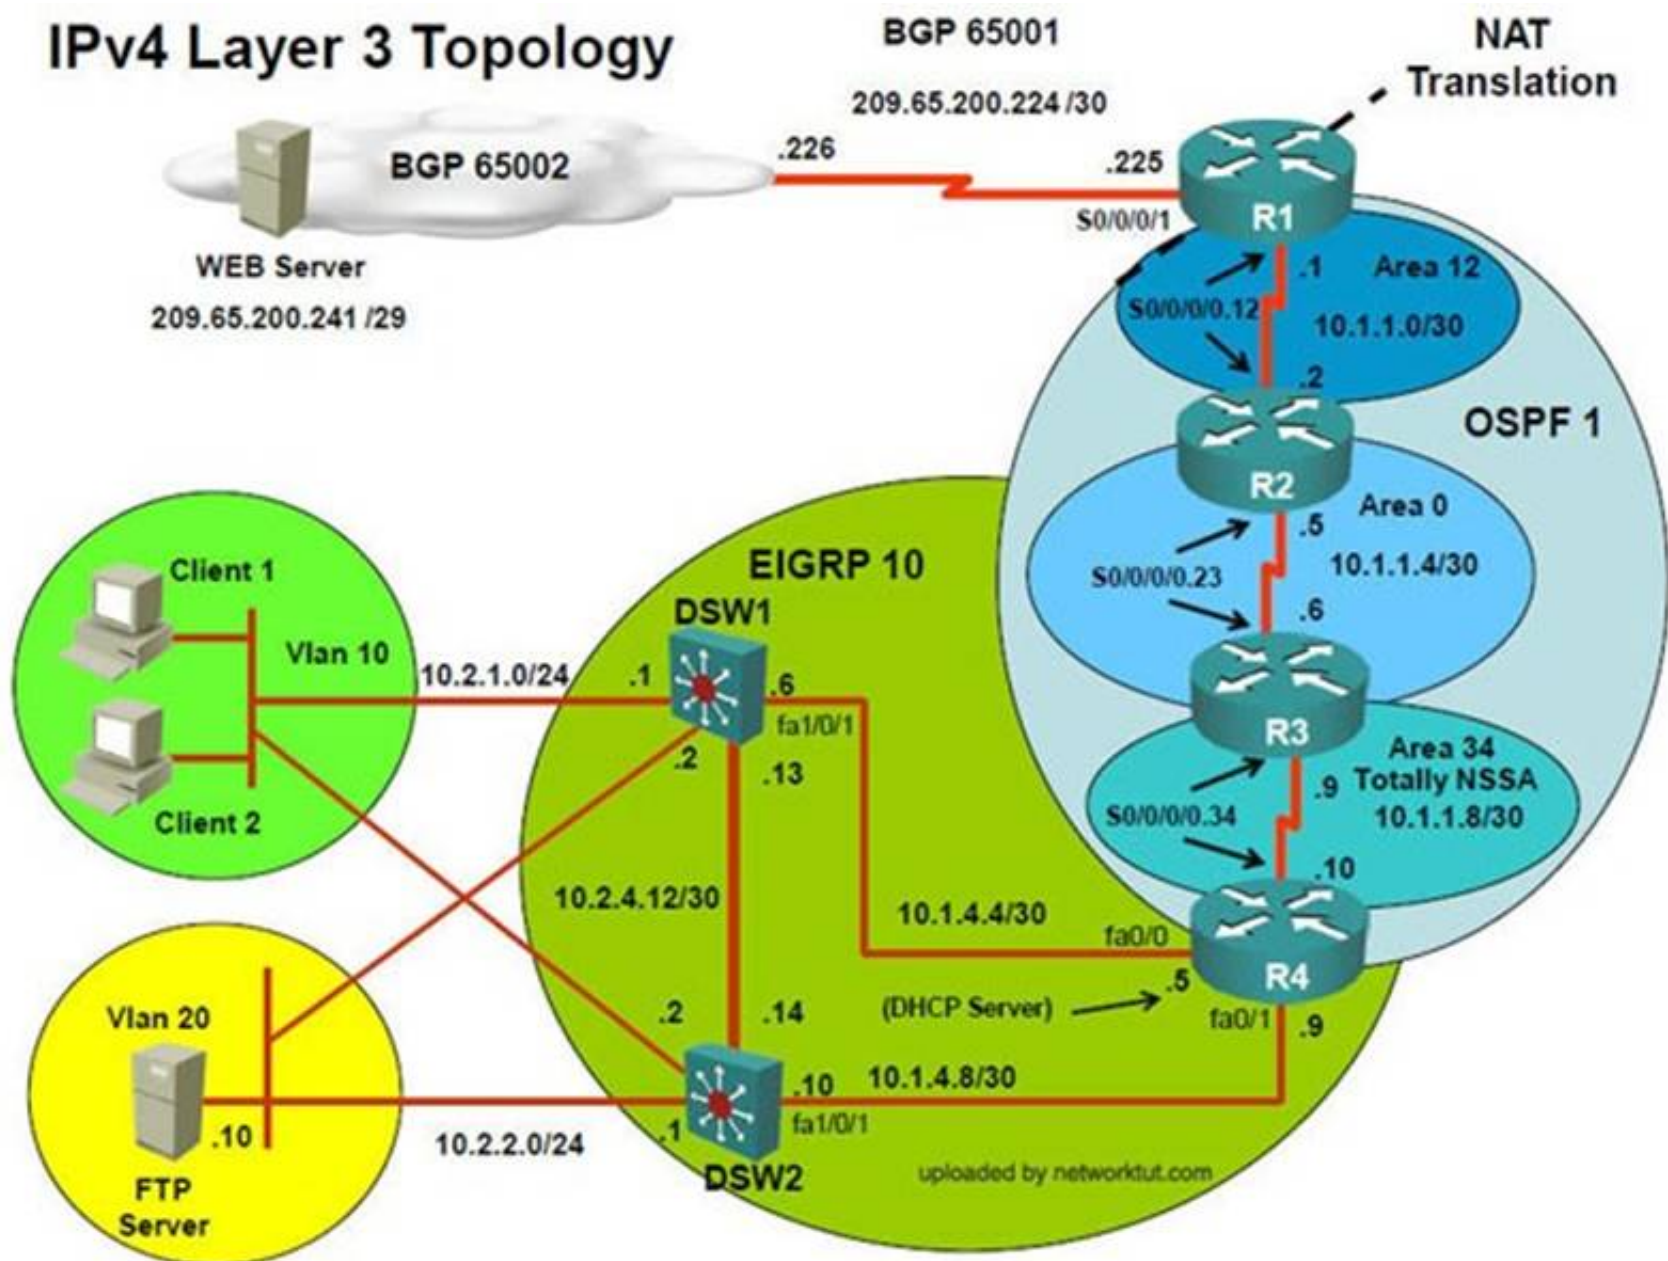 IPv4 Layer 3 Topology
BGP 65001
NAT
Translation
209.65.200.224 /30
BGP 65002
.226
.225
S0/0/0/1
R1
WEB Server
209.65.200.241 /29
.1
Area 12
S0/0/0/0.12
10.1.1.0/30
.2
OSPF 1
R2
Area 0
.5
10.1.1.4/30
S0/0/0/0.23
.6
R3
Area 34
Totally NSSA
10.1.1.8/30
.9
S0/0/0/0.34
.10
R4
EIGRP 10
Client 1
Vlan 10
Client 2
10.2.1.0/24
DSW1
.1
.6
fa1/0/1
.2
.13
10.2.4.12/30
10.1.4.4/30
fa0/0
.5
(DHCP Server)
fa0/1
.9
Vlan 20
.10
FTP
Server
10.2.2.0/24
.2
.14
.10
10.1.4.8/30
fa1/0/1
.1
DSW2
uploaded by networktut.com